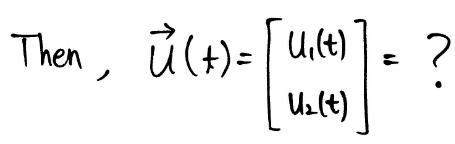 Then, \vec{u}(t) = \begin{bmatrix} u_1(t) \\ u_2(t) \end{bmatrix} = ?